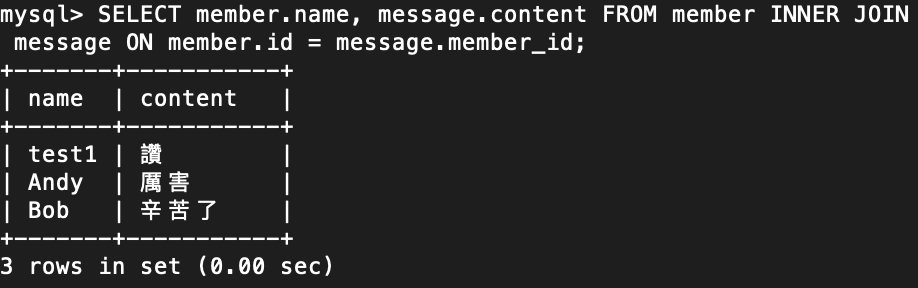 mysql> SELECT member.name, message.content FROM member INNER JOIN
 message ON member.id = message.member_id;
+-------+-----------+
| name  | content   |
+-------+-----------+
| test1 | 讚        |
| Andy  | 厲害      |
| Bob   | 辛苦了    |
+-------+-----------+
3 rows in set (0.00 sec)